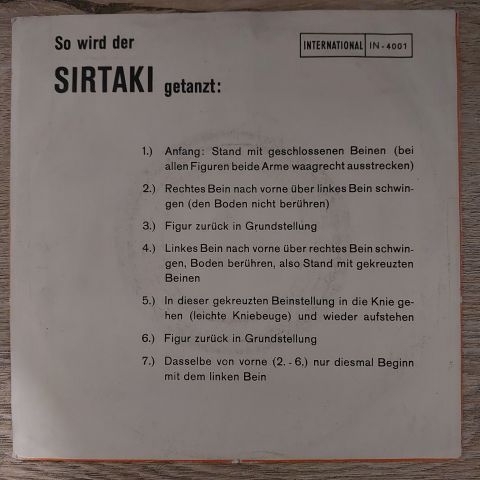 So wird der
INTERNATIONAL IN-4001
SIRTAKI getanzt:
1.) Anfang: Stand mit geschlossenen Beinen (bei
allen Figuren beide Arme waagrecht ausstrecken)
2.) Rechtes Bein nach vorne über linkes Bein schwin-
gen (den Boden nicht berühren)
3.) Figur zurück in Grundstellung
4.) Linkes Bein nach vorne über rechtes Bein schwin-
gen, Boden berühren, also Stand mit gekreuzten
Beinen
5.) In dieser gekreuzten Beinstellung in die Knie ge-
hen (leichte Kniebeuge) und wieder aufstehen
6.) Figur zurück in Grundstellung
7.) Dasselbe von vorne (2.-6.) nur diesmal Beginn
mit dem linken Bein